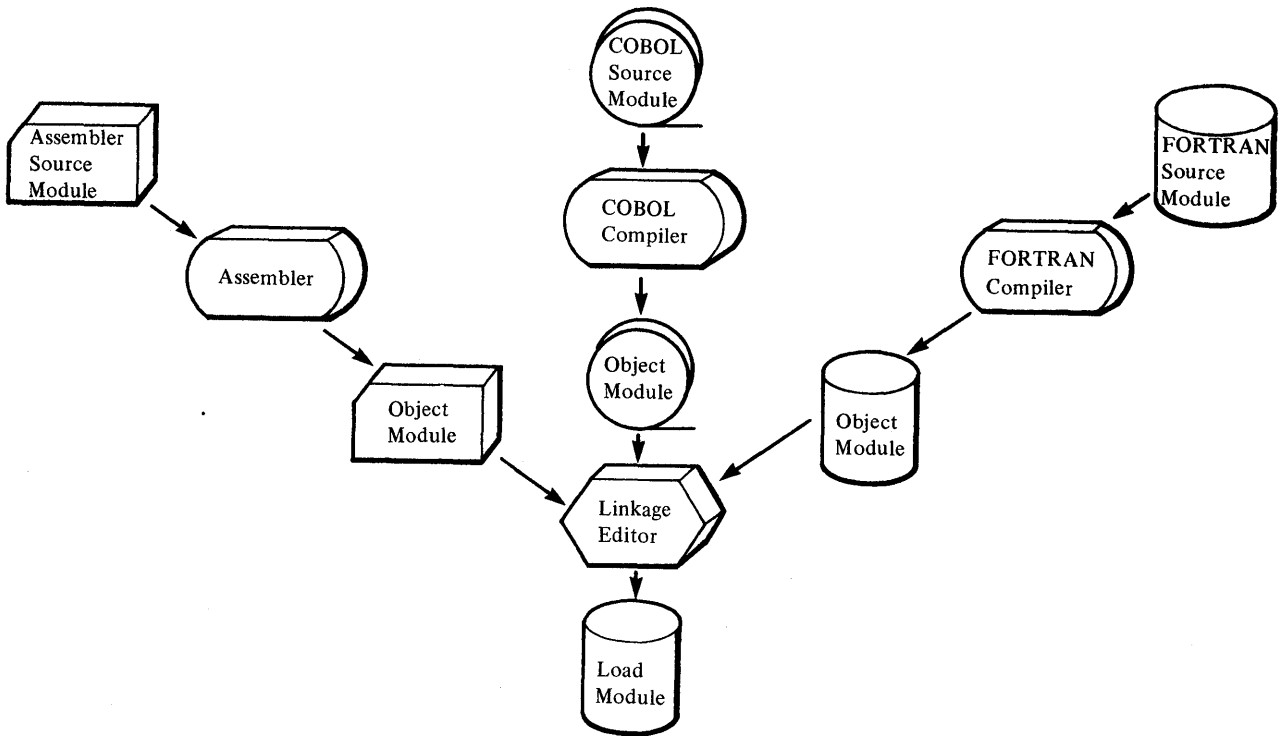 COBOL
Source
Module
Assembler
Source
Module
FORTRAN
Source
Module
COBOL
Compiler
Assembler
FORTRAN
Compiler
Object
Module
Object
Module
Object
Module
Linkage
Editor
Load
Module